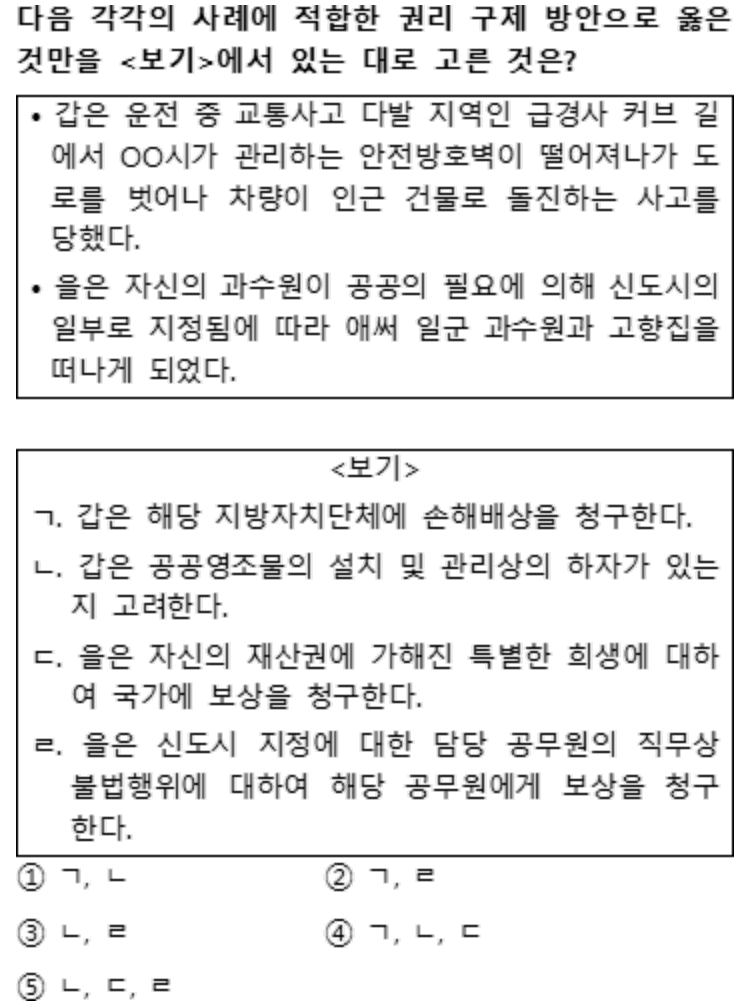 다음 각각의 사례에 적합한 권리 구제 방안으로 옳은
것만을 <보기>에서 있는 대로 고른 것은?
• 갑은 운전 중 교통사고 다발 지역인 급경사 커브 길
에서 OO시가 관리하는 안전방호벽이 떨어져나가 도
로를 벗어나 차량이 인근 건물로 돌진하는 사고를
당했다.
• 을은 자신의 과수원이 공공의 필요에 의해 신도시의
일부로 지정됨에 따라 애써 일군 과수원과 고향집을
떠나게 되었다.
<보기>
ㄱ. 갑은 해당 지방자치단체에 손해배상을 청구한다.
ㄴ. 갑은 공공영조물의 설치 및 관리상의 하자가 있는
지 고려한다.
ㄷ. 을은 자신의 재산권에 가해진 특별한 희생에 대하
여 국가에 보상을 청구한다.
ㄹ. 을은 신도시 지정에 대한 담당 공무원의 직무상
불법행위에 대하여 해당 공무원에게 보상을 청구
한다.
① ㄱ, ㄴ ② ㄱ, ㄹ
③ ㄴ, ㄹ ④ ㄱ, ㄴ, ㄷ
⑤ ㄴ, ㄷ, ㄹ